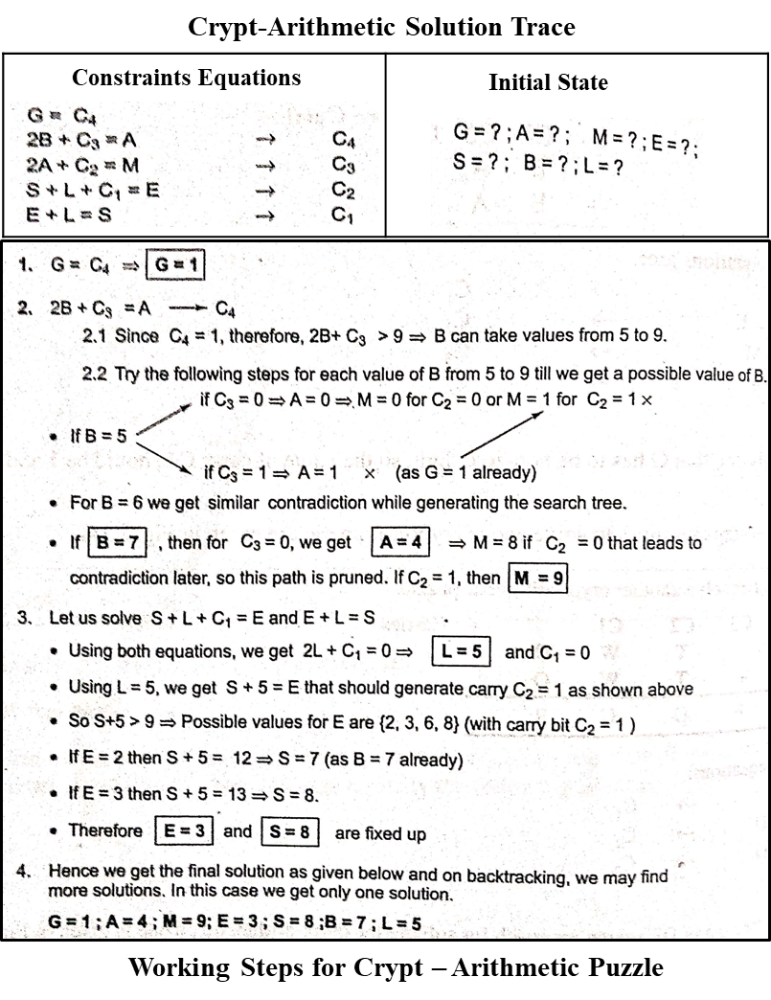 Crypt-Arithmetic Solution Trace
Constraints Equations
G = C₄
2B + C₃ = A → C₄
2A + C₂ = M → C₃
S + L + C₁ = E → C₂
E + L = S → C₁
Initial State
G = ? ; A = ? ; M = ? ; E = ? ;
S = ? ; B = ? ; L = ?
1. G = C₄ ⇒ G = 1
2. 2B + C₃ = A → C₄
2.1 Since C₄ = 1, therefore, 2B+ C₃ > 9 ⇒ B can take values from 5 to 9.
2.2 Try the following steps for each value of B from 5 to 9 till we get a possible value of B.
if C₃ = 0 ⇒ A = 0 ⇒ M = 0 for C₂ = 0 or M = 1 for C₂ = 1 ×
• If B = 5
if C₃ = 1 ⇒ A = 1 × (as G = 1 already)
• For B = 6 we get similar contradiction while generating the search tree.
• If B = 7 , then for C₃ = 0, we get A = 4 ⇒ M = 8 if C₂ = 0 that leads to
contradiction later, so this path is pruned. If C₂ = 1, then M = 9
3. Let us solve S + L + C₁ = E and E + L = S
• Using both equations, we get 2L + C₁ = 0 ⇒ L = 5 and C₁ = 0
• Using L = 5, we get S + 5 = E that should generate carry C₂ = 1 as shown above
• So S+5 > 9 ⇒ Possible values for E are {2, 3, 6, 8} (with carry bit C₂ = 1 )
• If E = 2 then S + 5 = 12 ⇒ S = 7 (as B = 7 already)
• If E = 3 then S + 5 = 13 ⇒ S = 8.
• Therefore E = 3 and S = 8 are fixed up
4. Hence we get the final solution as given below and on backtracking, we may find
more solutions. In this case we get only one solution.
G = 1 ; A = 4 ; M = 9; E = 3 ; S = 8 ;B = 7 ; L = 5
Working Steps for Crypt – Arithmetic Puzzle